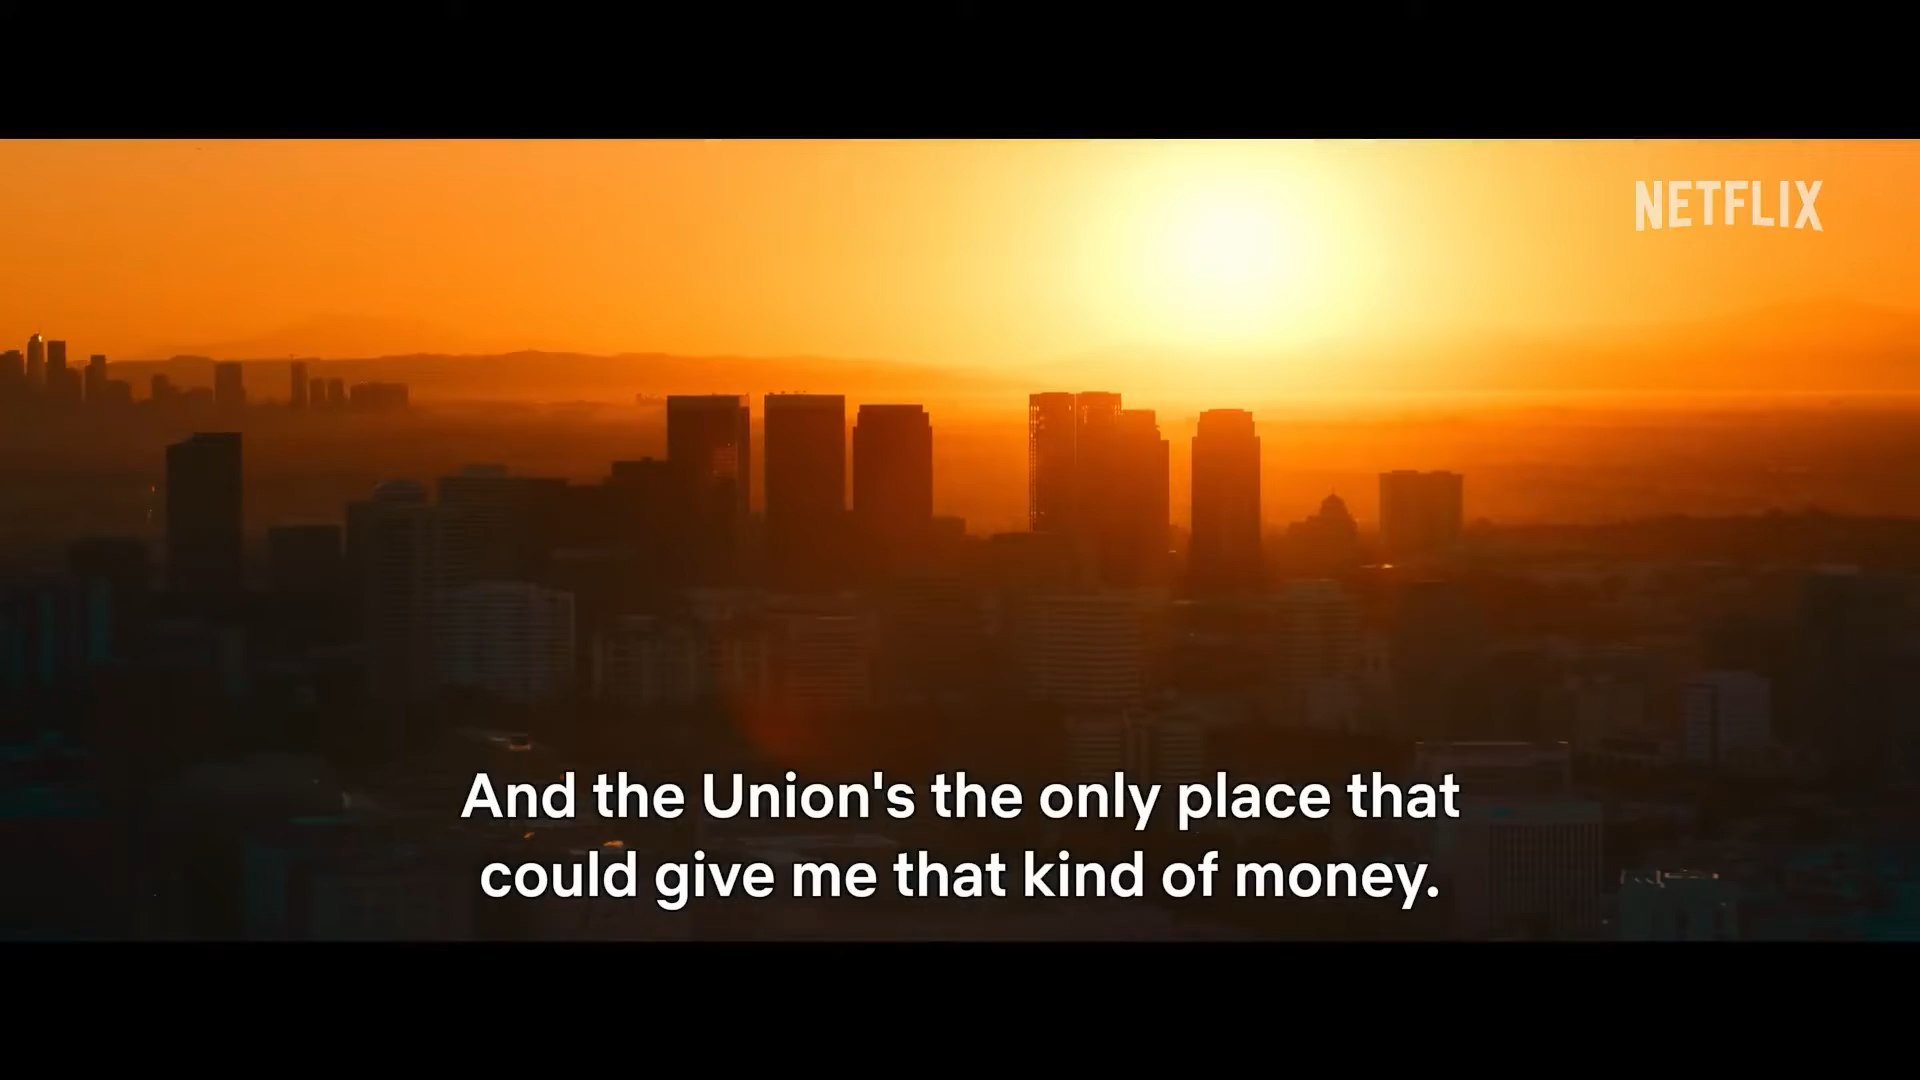 NETFLIX
And the Union's the only place that
could give me that kind of money.